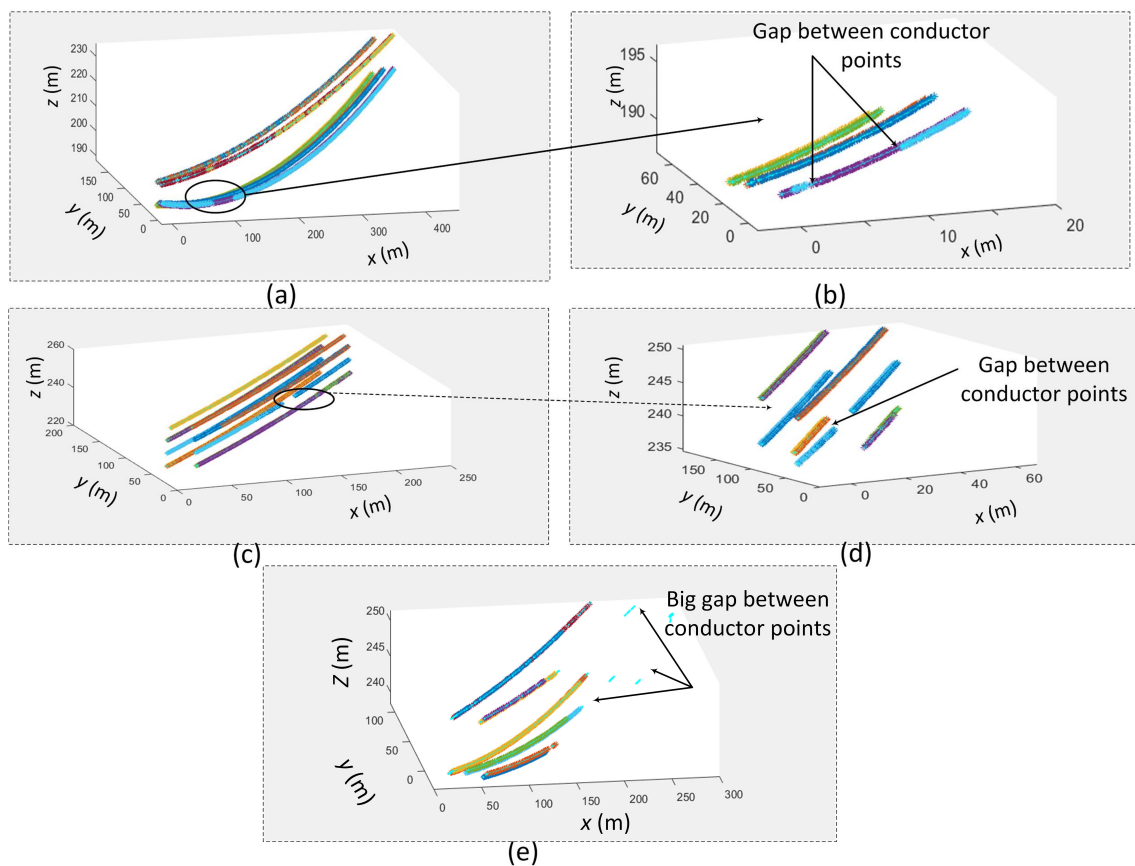 230
220
210
200
190
z (m)
150
100
50
0
y (m)
0
100
200
300
400
x (m)
(a)
Gap between conductor
points
195
190
z (m)
60
40
20
0
y (m)
0
10
20
x (m)
(b)
260
240
220
z (m)
200
150
100
50
0
y (m)
0
50
100
150
200
250
x (m)
(c)
Gap between
conductor points
250
245
240
235
z (m)
150
100
50
0
y (m)
0
20
40
60
x (m)
(d)
Big gap between
conductor points
250
245
240
Z (m)
100
50
0
y (m)
0
50
100
150
200
250
300
x (m)
(e)